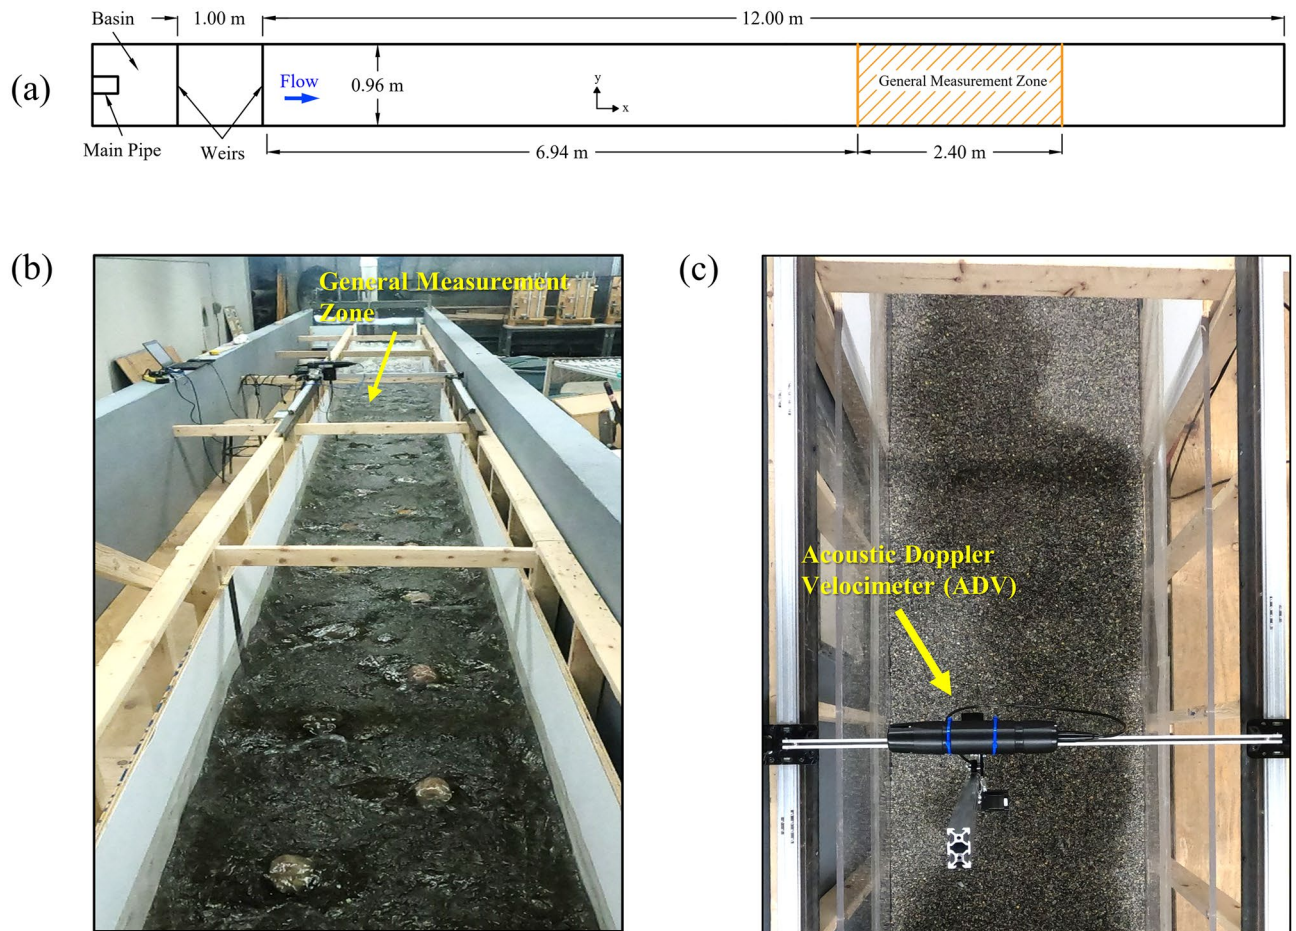 Basin
1.00 m
12.00 m
(a)
Flow
0.96 m
y
x
General Measurement Zone
Main Pipe
Weirs
6.94 m
2.40 m
(b)
General Measurement
Zone
(c)
Acoustic Doppler
Velocimeter (ADV)